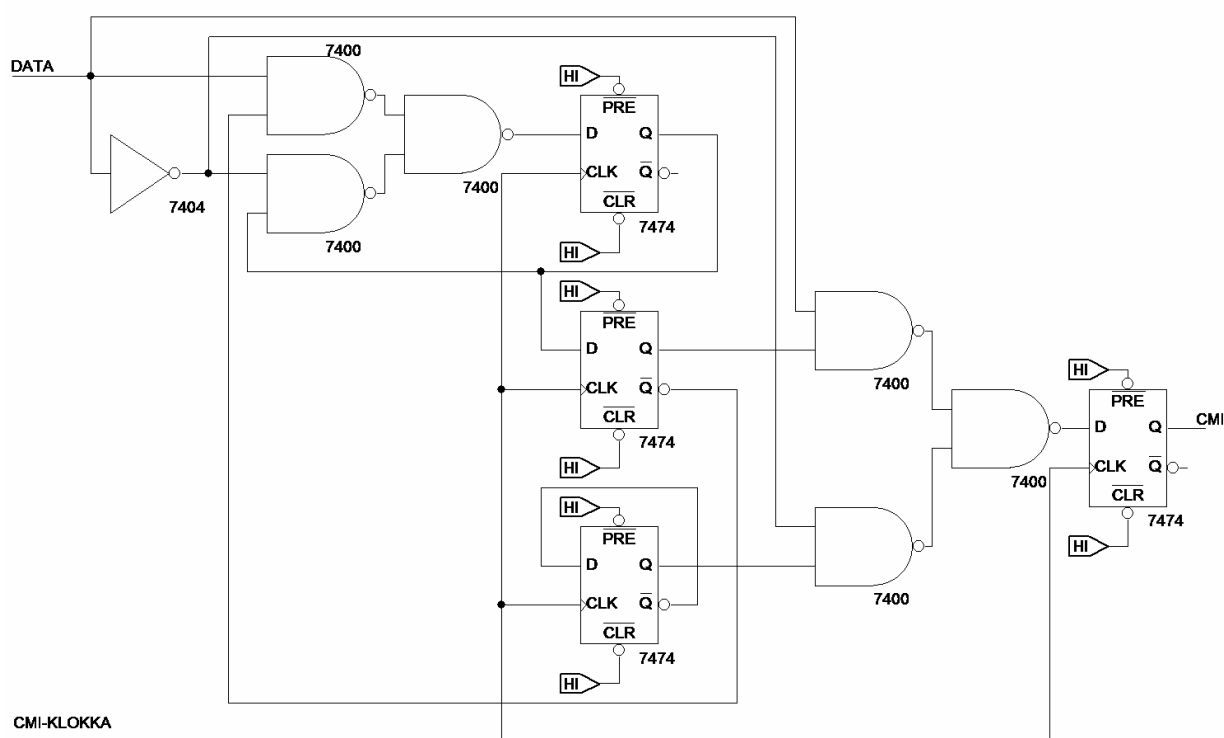 7400
DATA
HI
PRE
D Q
CLK Q
CLR
7404
7400
7400
7474
HI
HI
PRE
D Q
CLK Q
CLR
7400
7474
HI
HI
PRE
D Q
CMI
CLK Q
7400
CLR
7474
HI
HI
PRE
D Q
CLK Q
7400
CLR
7474
HI
CMI-KLOKKA